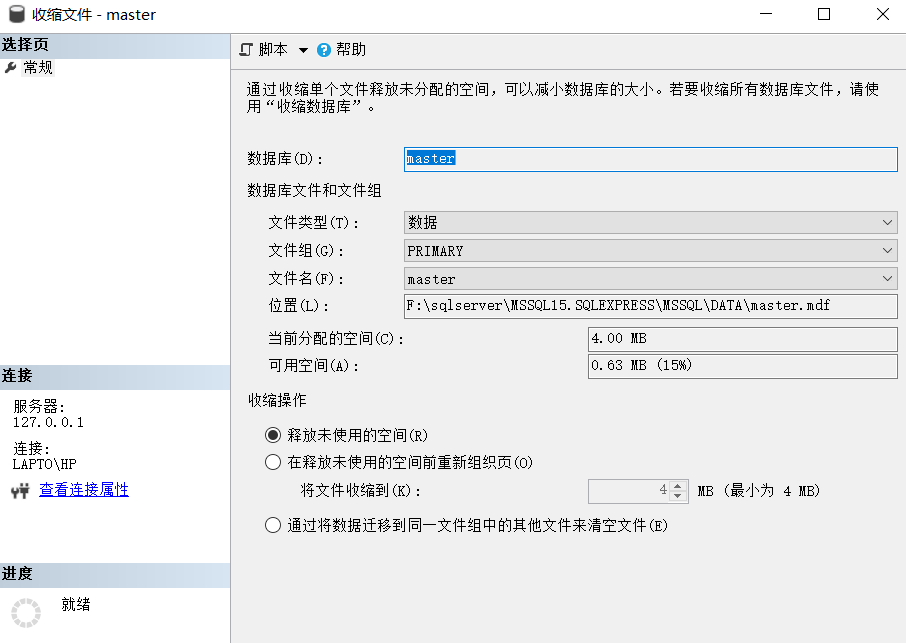 收缩文件 - master
选择页
常规
脚本
帮助
通过收缩单个文件释放未分配的空间，可以减小数据库的大小。若要收缩所有数据库文件，请使
用“收缩数据库”。
数据库(D)： master
数据库文件和文件组
文件类型(T)： 数据
文件组(G)： PRIMARY
文件名(F)： master
位置(L)： F:\sqlserver\MSSQL15.SQLEXPRESS\MSSQL\DATA\master.mdf
当前分配的空间(C)： 4.00 MB
可用空间(A)： 0.63 MB (15%)
收缩操作
释放未使用的空间(R)
在释放未使用的空间前重新组织页(O)
将文件收缩到(K)： 4 MB (最小为 4 MB)
通过将数据迁移到同一文件组中的其他文件来清空文件(E)
连接
服务器:
127.0.0.1
连接:
LAPTO\HP
查看连接属性
进度
就绪